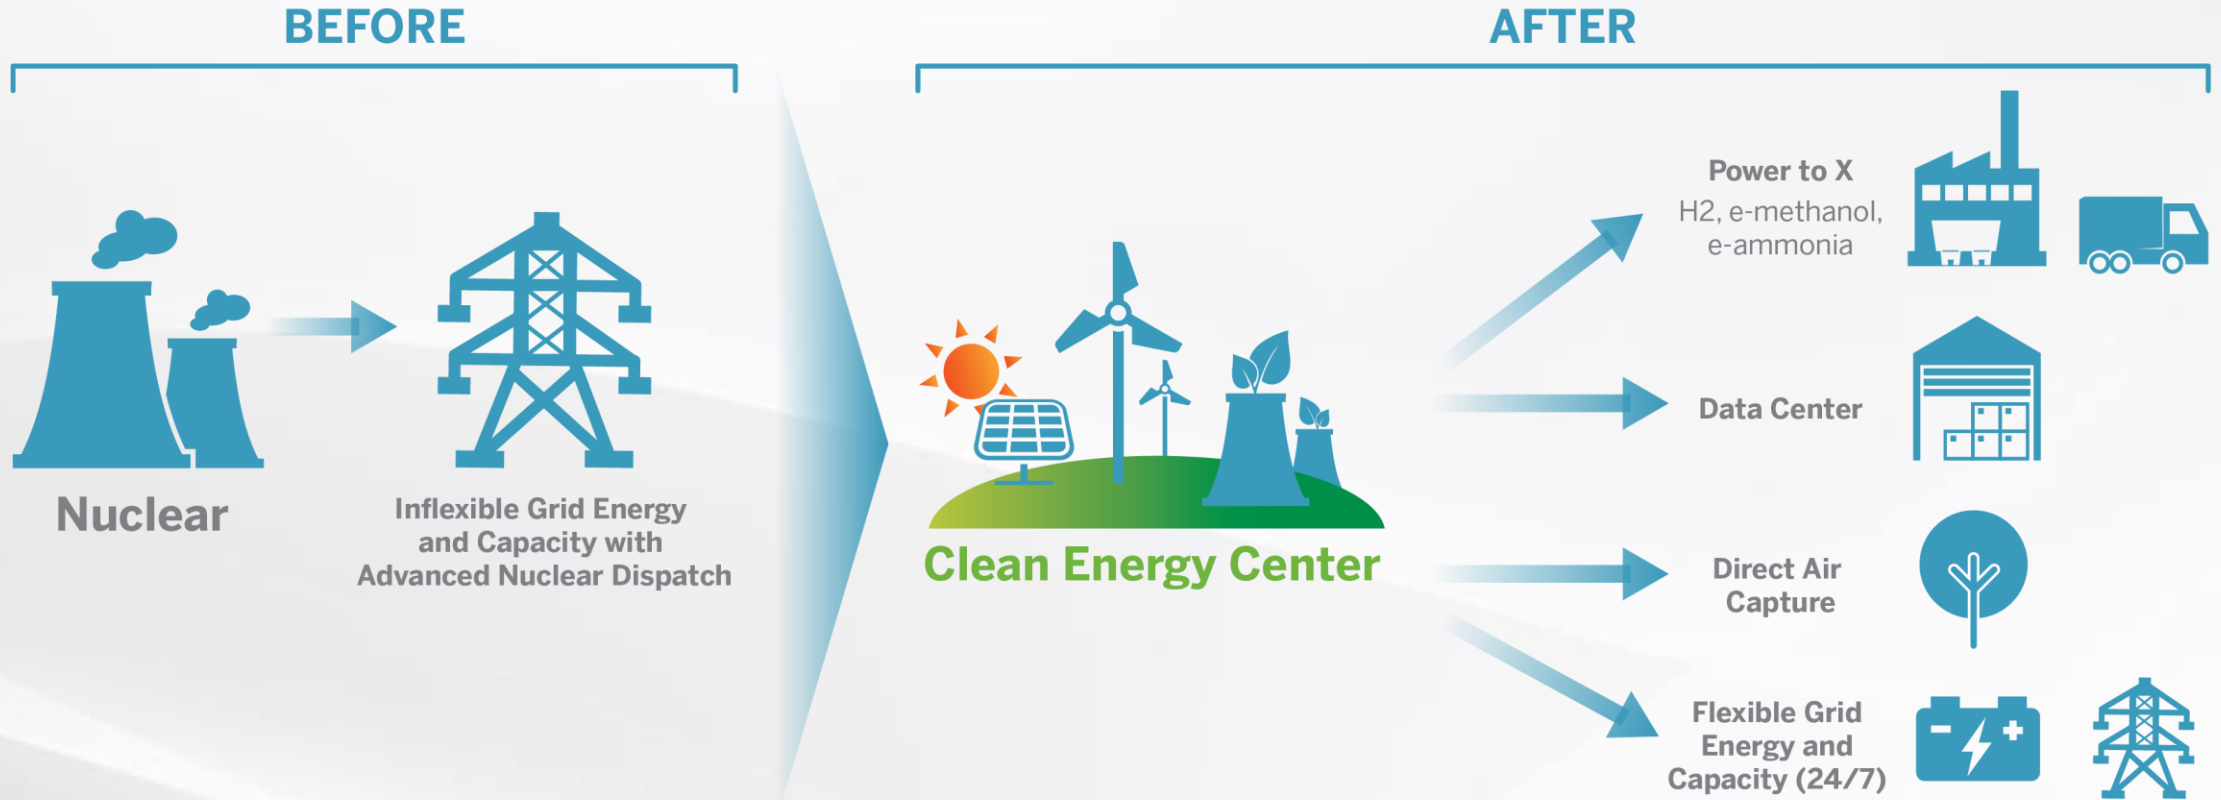 BEFORE
AFTER
Nuclear
Inflexible Grid Energy
and Capacity with
Advanced Nuclear Dispatch
Clean Energy Center
Power to X
H2, e-methanol,
e-ammonia
Data Center
Direct Air
Capture
Flexible Grid
Energy and
Capacity (24/7)